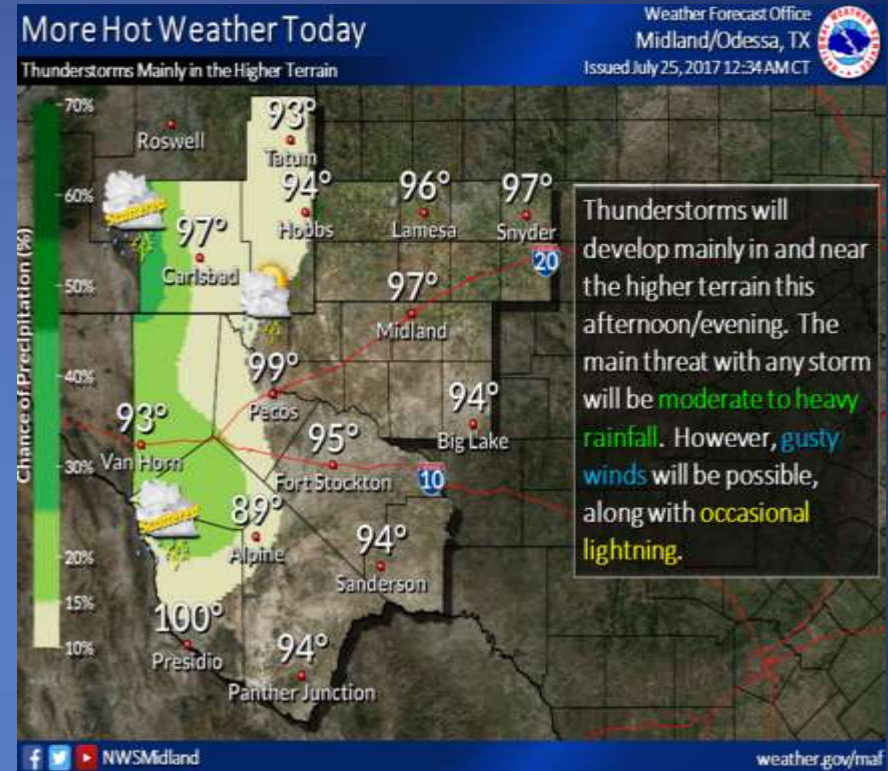 More Hot Weather Today
Thunderstorms Mainly in the Higher Terrain
Weather Forecast Office
Midland/Odessa, TX
Issued July 25, 2017 12:34 AM CT
NATIONAL WEATHER SERVICE
Chance of Precipitation (%)
70%
60%
50%
40%
30%
20%
15%
10%
Roswell
93°
Tatum
Scattered
97°
Carlsbad
94°
Hobbs
96°
Lamesa
97°
Snyder
20
97°
Midland
99°
Pecos
93°
Van Horn
95°
Fort Stockton
94°
Big Lake
10
Scattered
89°
Alpine
94°
Sanderson
100°
Presidio
94°
Panther Junction
Thunderstorms will
develop mainly in and near
the higher terrain this
afternoon/evening. The
main threat with any storm
will be moderate to heavy
rainfall. However, gusty
winds will be possible,
along with occasional
lightning.
NWSMidland
weather.gov/maf